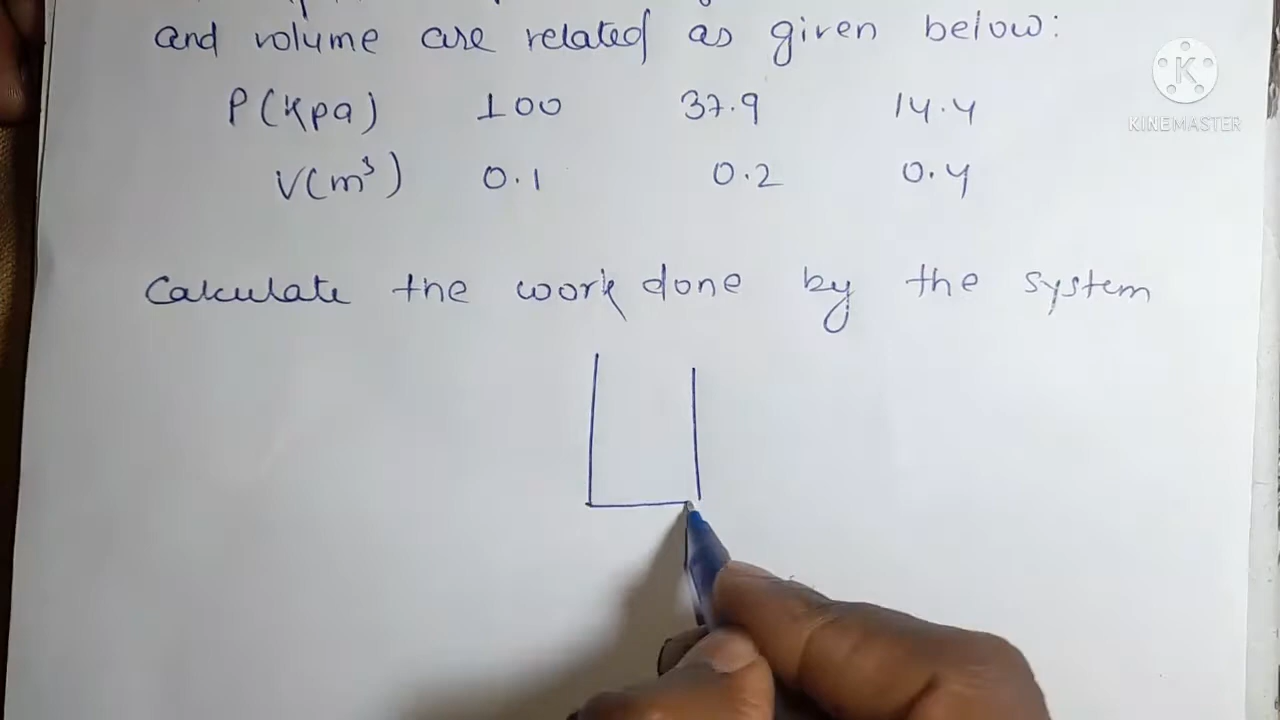 and volume are related as given below:
P(Kpa) 100 37.9 14.4
V(m³) 0.1 0.2 0.4
Calculate the work done by the system
K
KINEMASTER